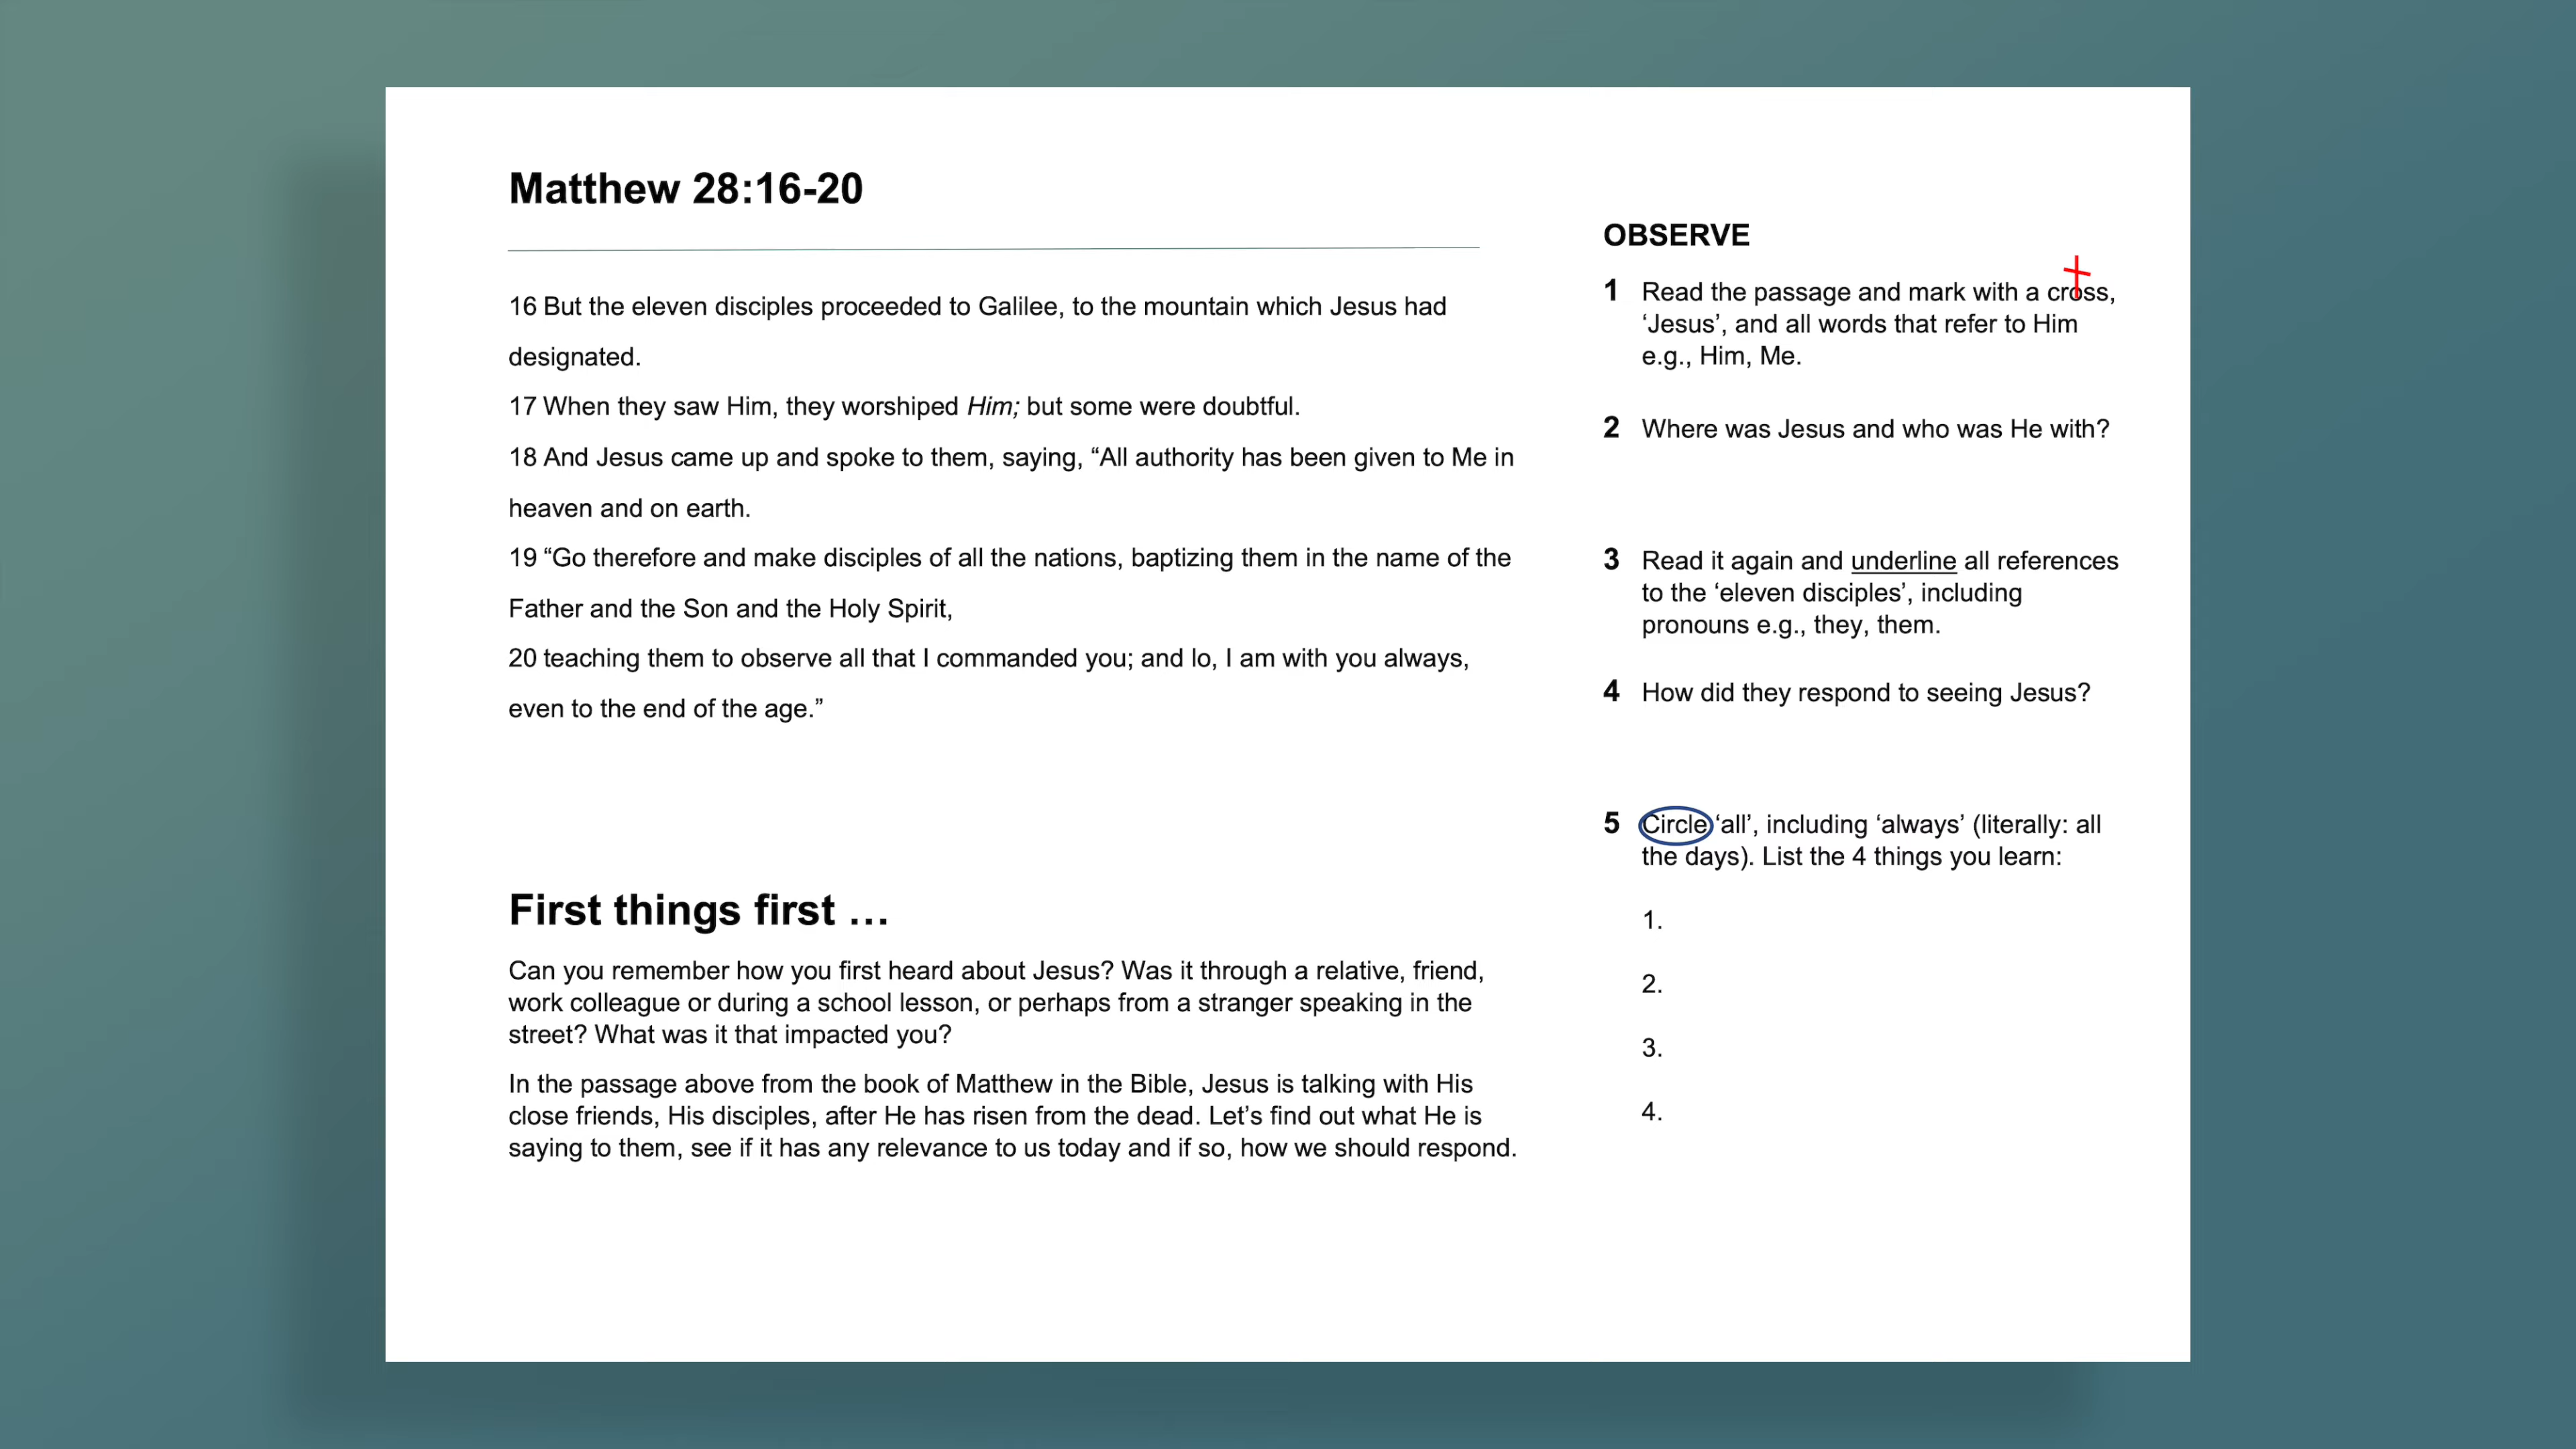 Matthew 28:16-20
16 But the eleven disciples proceeded to Galilee, to the mountain which Jesus had
designated.
17 When they saw Him, they worshiped Him; but some were doubtful.
18 And Jesus came up and spoke to them, saying, “All authority has been given to Me in
heaven and on earth.
19 “Go therefore and make disciples of all the nations, baptizing them in the name of the
Father and the Son and the Holy Spirit,
20 teaching them to observe all that I commanded you; and lo, I am with you always,
even to the end of the age.”
First things first …
Can you remember how you first heard about Jesus? Was it through a relative, friend,
work colleague or during a school lesson, or perhaps from a stranger speaking in the
street? What was it that impacted you?
In the passage above from the book of Matthew in the Bible, Jesus is talking with His
close friends, His disciples, after He has risen from the dead. Let’s find out what He is
saying to them, see if it has any relevance to us today and if so, how we should respond.
OBSERVE
1 Read the passage and mark with a cross,
‘Jesus’, and all words that refer to Him
e.g., Him, Me.
2 Where was Jesus and who was He with?
3 Read it again and underline all references
to the ‘eleven disciples’, including
pronouns e.g., they, them.
4 How did they respond to seeing Jesus?
5 Circle ‘all’, including ‘always’ (literally: all
the days). List the 4 things you learn:
1.
2.
3.
4.